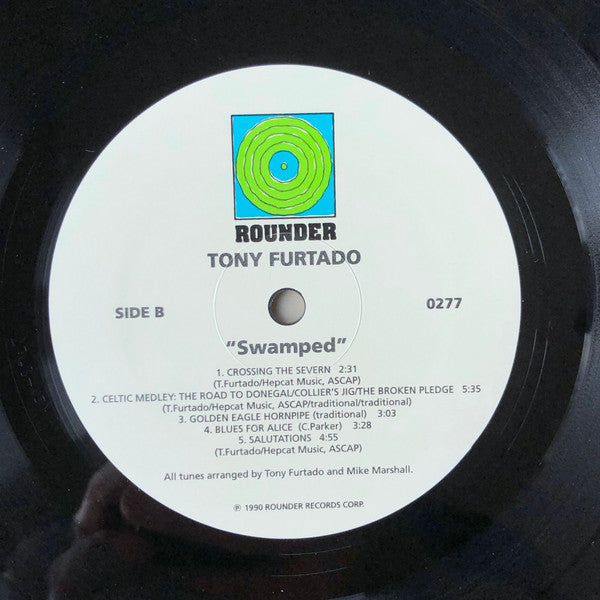 ROUNDER
TONY FURTADO
SIDE B
0277
"Swamped"
1. CROSSING THE SEVERN 2:31
(T.Furtado/Hepcat Music, ASCAP)
2. CELTIC MEDLEY: THE ROAD TO DONEGAL/COLLIER'S JIG/THE BROKEN PLEDGE 5:35
(T.Furtado/Hepcat Music, ASCAP/traditional/traditional)
3. GOLDEN EAGLE HORNPIPE (traditional) 3:03
4. BLUES FOR ALICE (C.Parker) 3:28
5. SALUTATIONS 4:55
(T.Furtado/Hepcat Music, ASCAP)
All tunes arranged by Tony Furtado and Mike Marshall.
℗ 1990 ROUNDER RECORDS CORP.